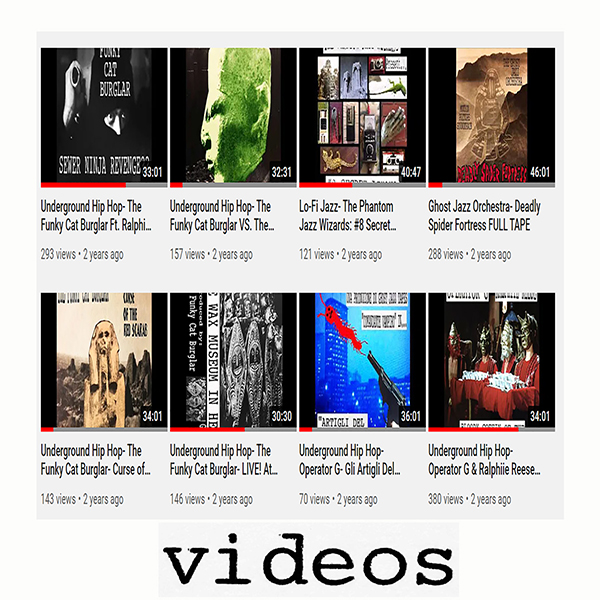 FUNKY
CAT
BURGLAR
SEWER NINJA REVENGE
33:01
32:31
40:47
46:01
Underground Hip Hop- The
Funky Cat Burglar Ft. Ralphi...
293 views • 2 years ago
Underground Hip Hop- The
Funky Cat Burglar VS. The...
157 views • 2 years ago
Lo-Fi Jazz- The Phantom
Jazz Wizards: #8 Secret...
121 views • 2 years ago
Ghost Jazz Orchestra- Deadly
Spider Fortress FULL TAPE
288 views • 2 years ago
CURSE
OF THE
RED SCARAB
34:01
WAX MUSEUM IN
produced by:
Funky Cat Burglar
30:30
"ARTIGLI DEL
36:01
34:01
Underground Hip Hop- The
Funky Cat Burglar- Curse of...
143 views • 2 years ago
Underground Hip Hop- The
Funky Cat Burglar- LIVE! At...
146 views • 2 years ago
Underground Hip Hop-
Operator G- Gli Artigli Del...
70 views • 2 years ago
Underground Hip Hop-
Operator G & Ralphiie Reese...
380 views • 2 years ago
videos